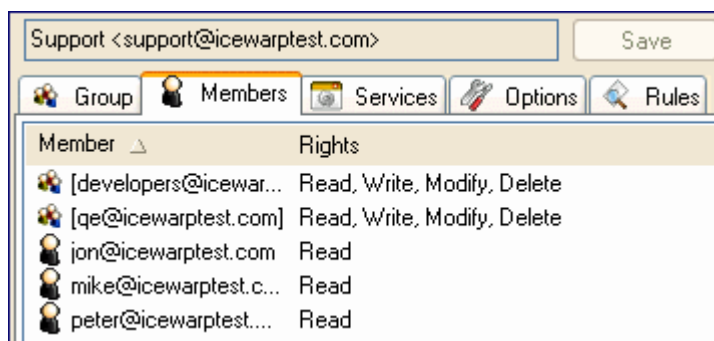 Support <support@icewarptest.com> Save
Group Members Services Options Rules
Member Rights
[developers@icewar... Read, Write, Modify, Delete
[qe@icewarptest.com] Read, Write, Modify, Delete
jon@icewarptest.com Read
mike@icewarptest.c... Read
peter@icewarptest.... Read